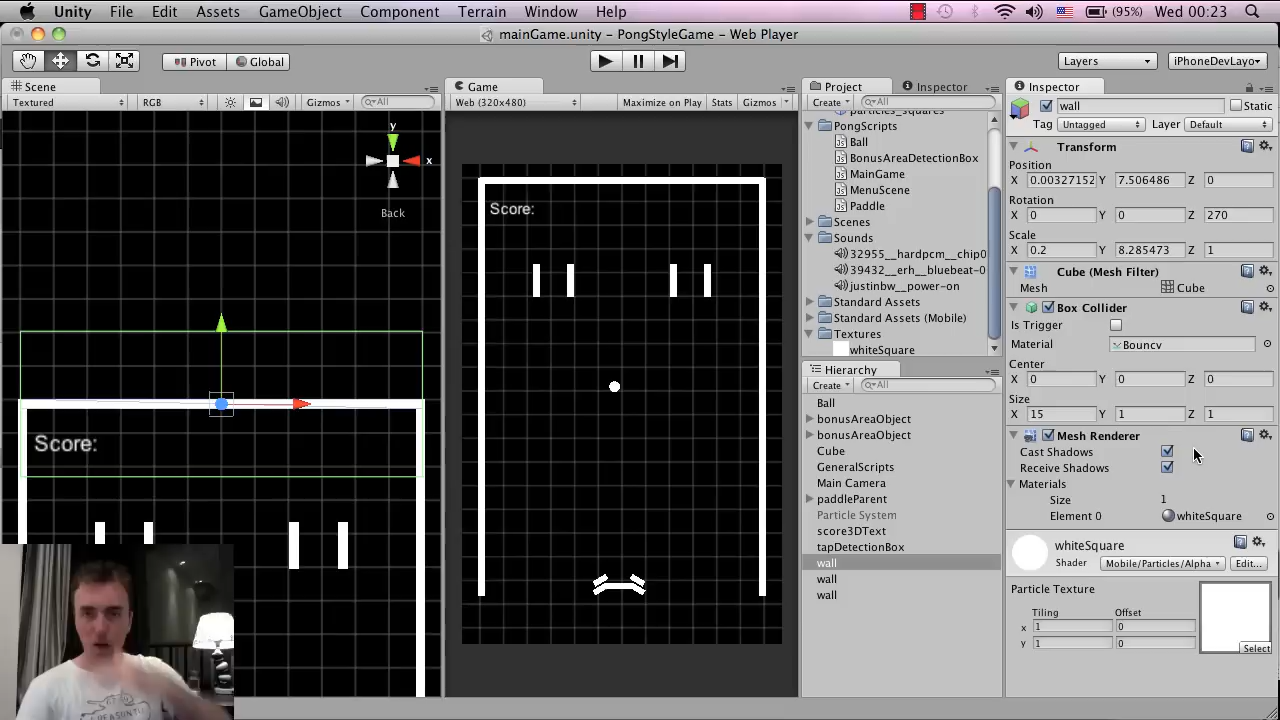 Unity File Edit Assets GameObject Component Terrain Window Help (95%) Wed 00:23
mainGame.unity - PongStyleGame - Web Player
Pivot Global Layers iPhoneDevLayo
Scene
Textured RGB Gizmos All
y
x
Back
Score:
Game
Web (320x480) Maximize on Play Stats Gizmos
Score:
Project Inspector
Create All
particles_squares
PongScripts
Ball
BonusAreaDetectionBox
MainGame
MenuScene
Paddle
Scenes
Sounds
32955__hardpcm__chip0
39432__erh__bluebeat-0
justinbw__power-on
Standard Assets
Standard Assets (Mobile)
Textures
whiteSquare
Hierarchy
Create All
Ball
bonusAreaObject
bonusAreaObject
Cube
GeneralScripts
Main Camera
paddleParent
Particle System
score3DText
tapDetectionBox
wall
wall
wall
Inspector
wall Static
Tag Untagged Layer Default
Transform
Position
X 0.00327152 Y 7.506486 Z 0
Rotation
X 0 Y 0 Z 270
Scale
X 0.2 Y 8.285473 Z 1
Cube (Mesh Filter)
Mesh Cube
Box Collider
Is Trigger
Material Bouncy
Center
X 0 Y 0 Z 0
Size
X 15 Y 1 Z 1
Mesh Renderer
Cast Shadows
Receive Shadows
Materials
Size 1
Element 0 whiteSquare
whiteSquare
Shader Mobile/Particles/Alpha Edit...
Particle Texture
Tiling Offset
x 1 0
y 1 0
Select